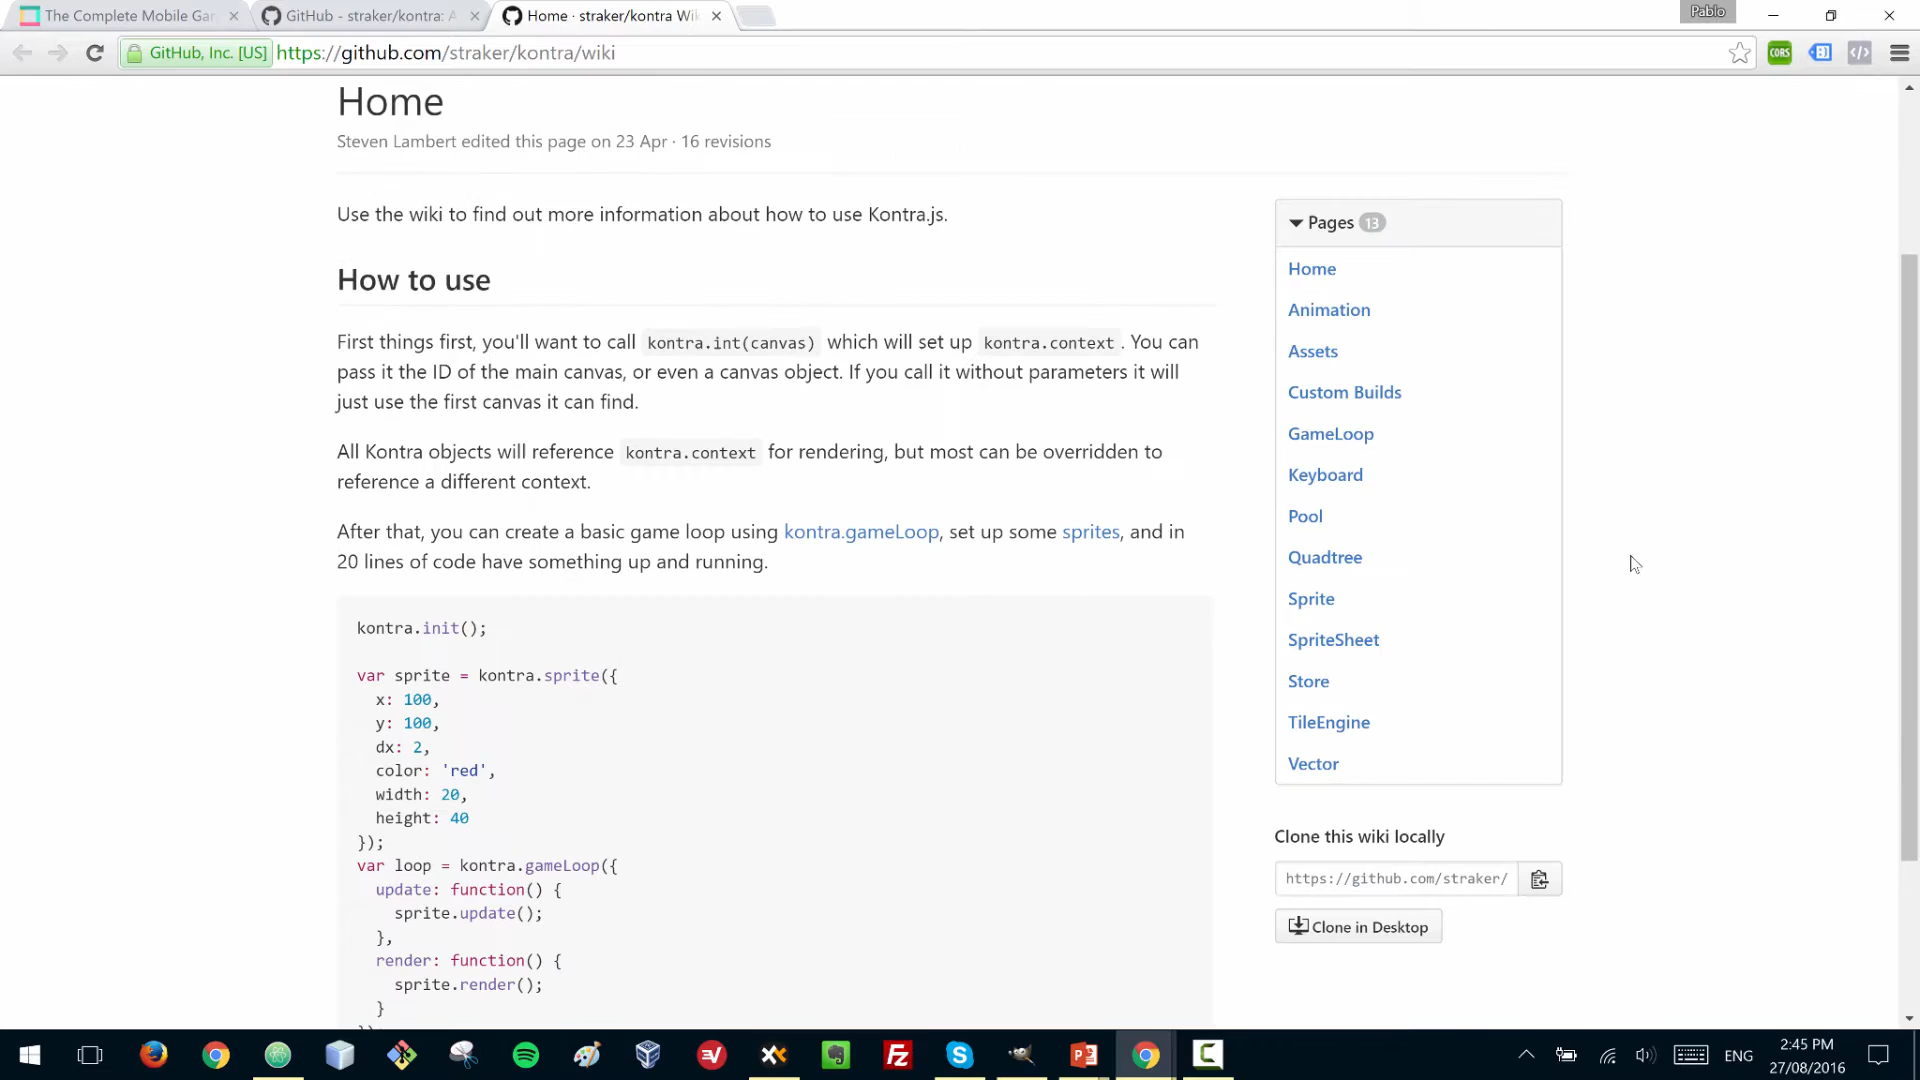 The Complete Mobile Gar
GitHub - straker/kontra: A
Home · straker/kontra Wi
Pablo
GitHub, Inc. [US] https://github.com/straker/kontra/wiki
CORS
Home
Steven Lambert edited this page on 23 Apr · 16 revisions
Use the wiki to find out more information about how to use Kontra.js.
How to use
First things first, you'll want to call kontra.int(canvas) which will set up kontra.context . You can
pass it the ID of the main canvas, or even a canvas object. If you call it without parameters it will
just use the first canvas it can find.
All Kontra objects will reference kontra.context for rendering, but most can be overridden to
reference a different context.
After that, you can create a basic game loop using kontra.gameLoop, set up some sprites, and in
20 lines of code have something up and running.
kontra.init();
var sprite = kontra.sprite({
x: 100,
y: 100,
dx: 2,
color: 'red',
width: 20,
height: 40
});
var loop = kontra.gameLoop({
update: function() {
sprite.update();
},
render: function() {
sprite.render();
}
Pages 13
Home
Animation
Assets
Custom Builds
GameLoop
Keyboard
Pool
Quadtree
Sprite
SpriteSheet
Store
TileEngine
Vector
Clone this wiki locally
https://github.com/straker/
Clone in Desktop
ENG
2:45 PM
27/08/2016